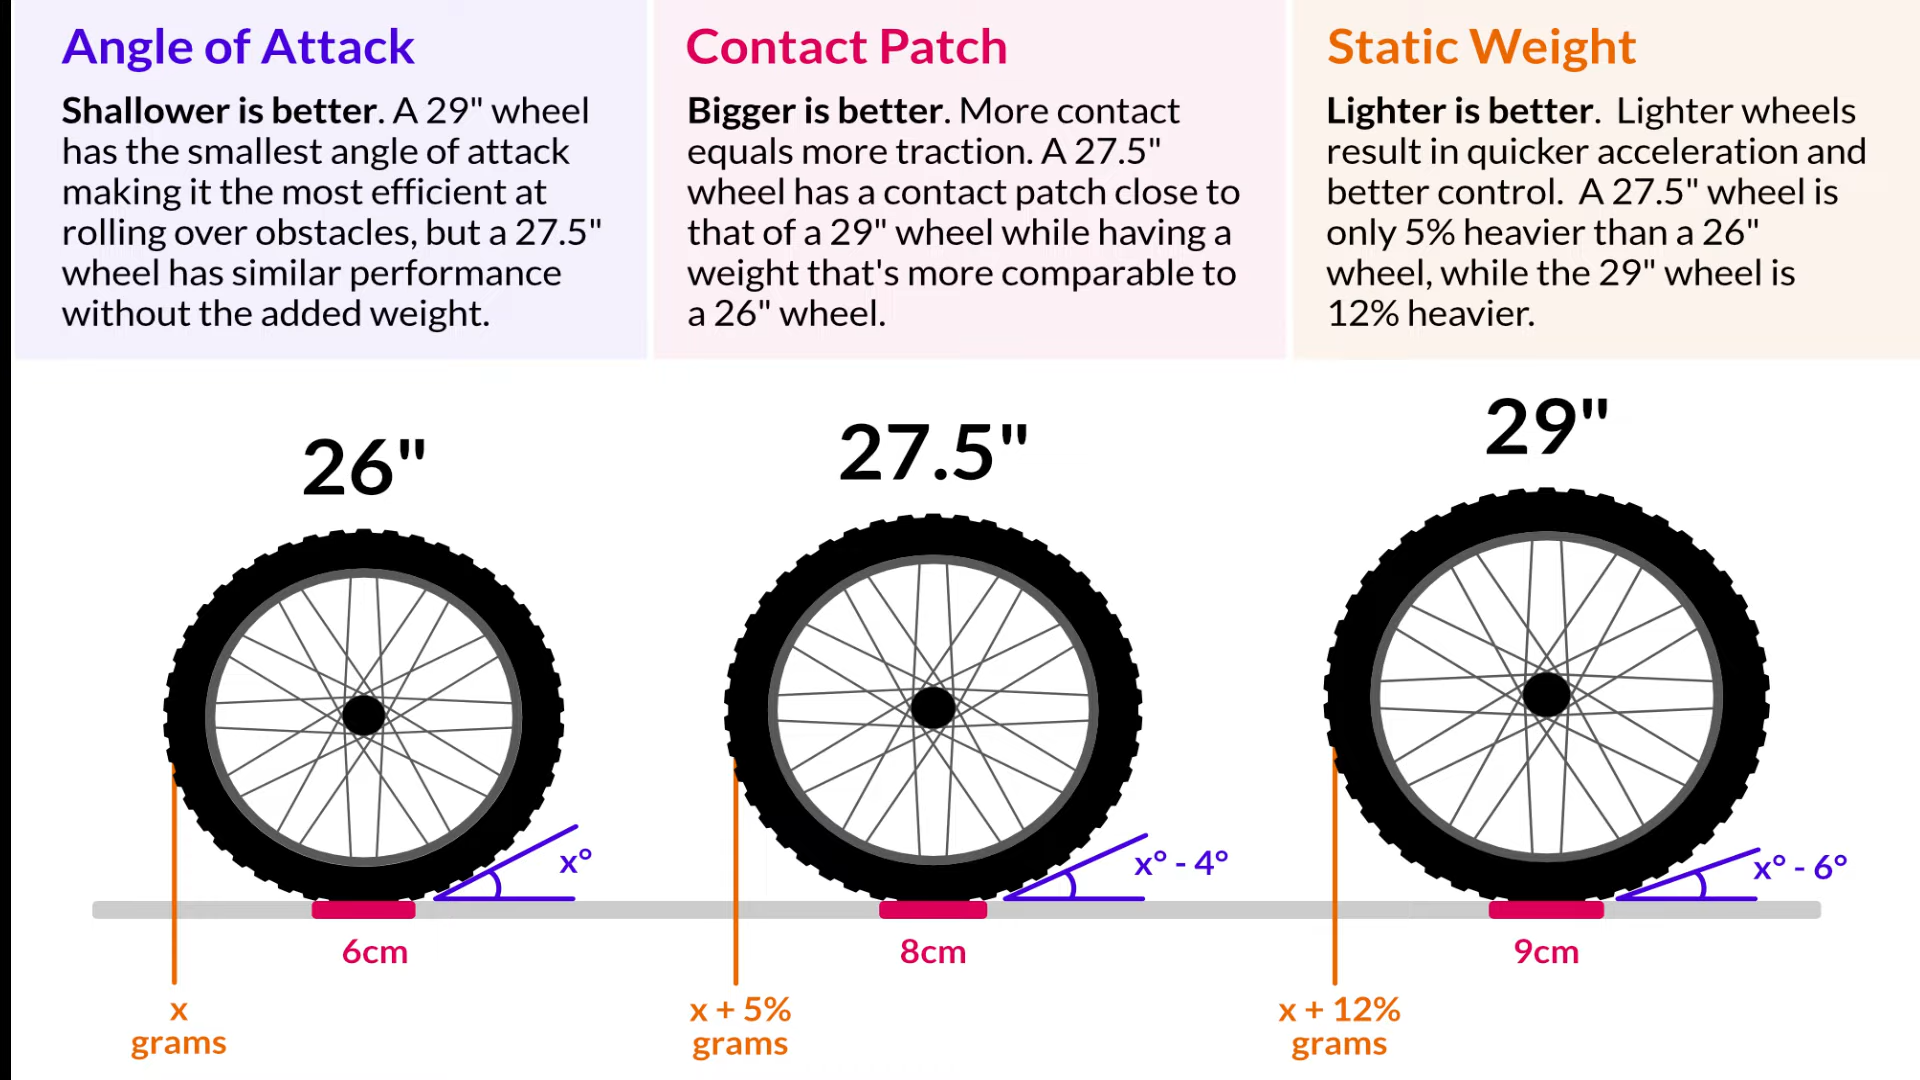 Angle of Attack
Shallower is better. A 29" wheel
has the smallest angle of attack
making it the most efficient at
rolling over obstacles, but a 27.5"
wheel has similar performance
without the added weight.
Contact Patch
Bigger is better. More contact
equals more traction. A 27.5"
wheel has a contact patch close to
that of a 29" wheel while having a
weight that's more comparable to
a 26" wheel.
Static Weight
Lighter is better.  Lighter wheels
result in quicker acceleration and
better control.  A 27.5" wheel is
only 5% heavier than a 26"
wheel, while the 29" wheel is
12% heavier.
26"
27.5"
29"
x°
x° - 4°
x° - 6°
6cm
8cm
9cm
x
grams
x + 5%
grams
x + 12%
grams